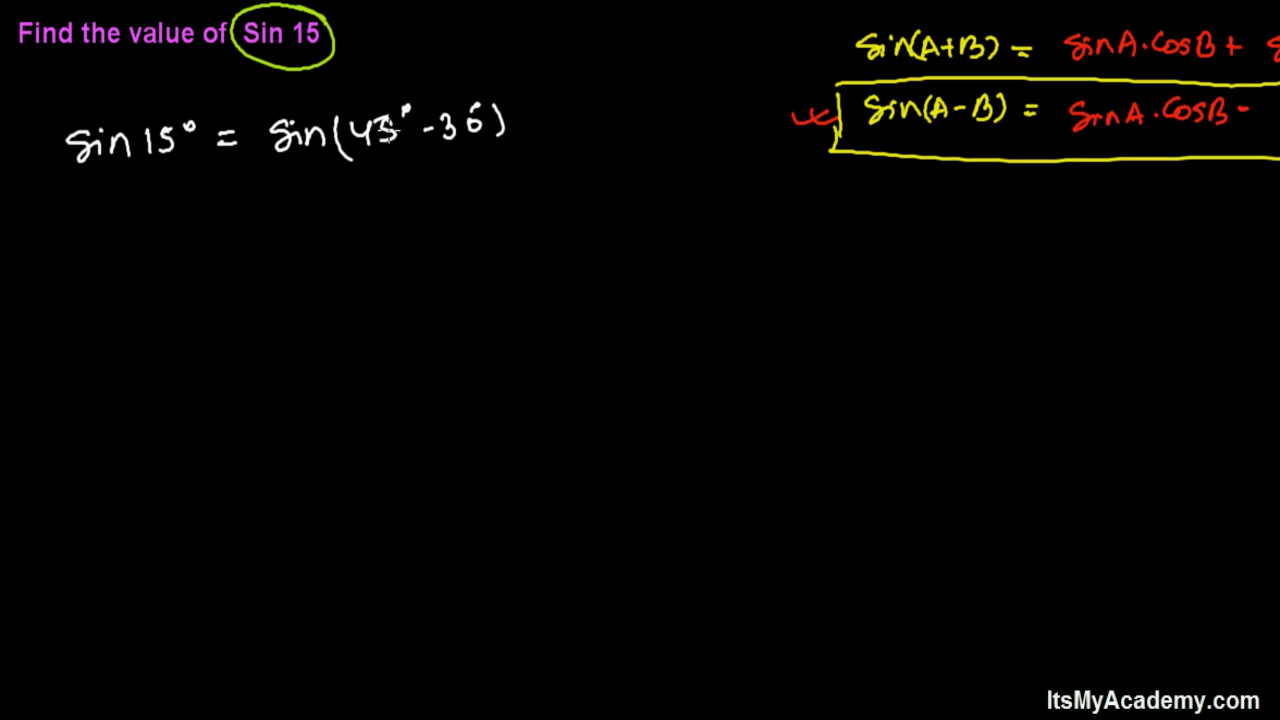 Find the value of Sin 15
Sin(A+B) = SinA.CosB + S
Sin(A-B) = SinA.CosB -
Sin 15° = Sin(45° - 30)
ItsMyAcademy.com